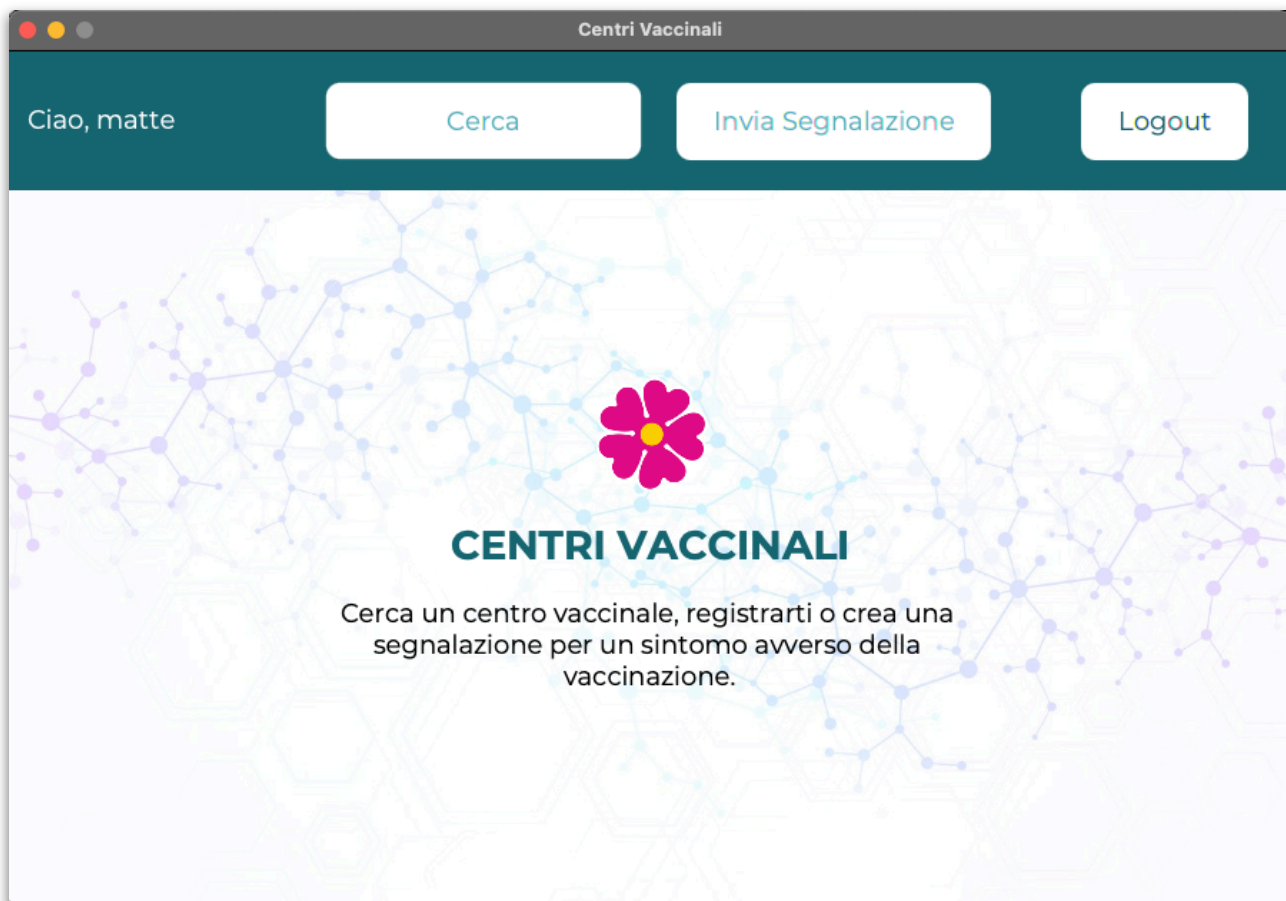 Centri Vaccinali
Ciao, matte
Cerca
Invia Segnalazione
Logout
CENTRI VACCINALI
Cerca un centro vaccinale, registrarti o crea una
segnalazione per un sintomo avverso della
vaccinazione.